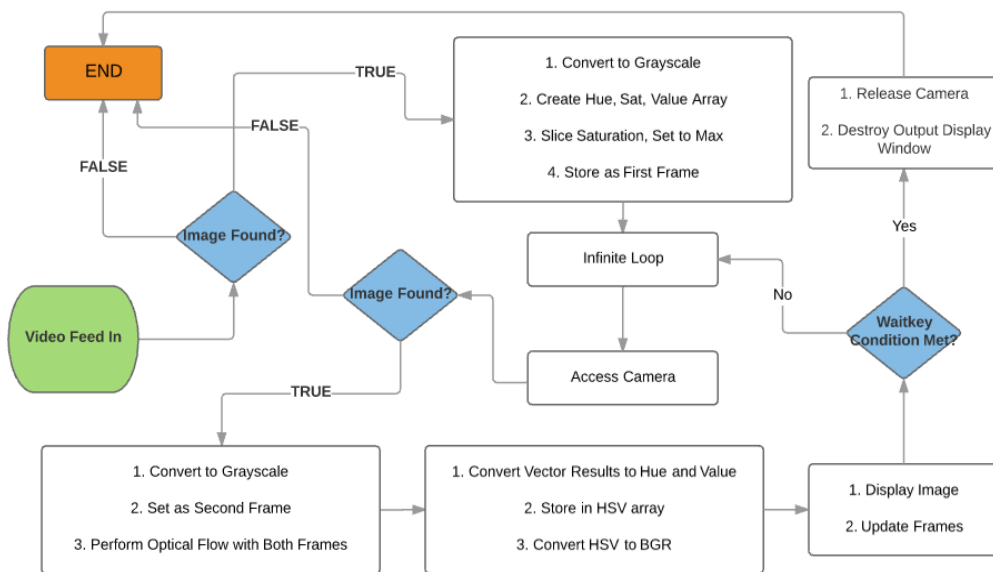 END
TRUE
FALSE
FALSE
1. Convert to Grayscale
2. Create Hue, Sat, Value Array
3. Slice Saturation, Set to Max
4. Store as First Frame
1. Release Camera
2. Destroy Output Display
Window
Image Found?
Infinite Loop
Yes
Image Found?
No
Video Feed In
Waitkey
Condition Met?
Access Camera
TRUE
1. Convert to Grayscale
2. Set as Second Frame
3. Perform Optical Flow with Both Frames
1. Convert Vector Results to Hue and Value
2. Store in HSV array
3. Convert HSV to BGR
1. Display Image
2. Update Frames